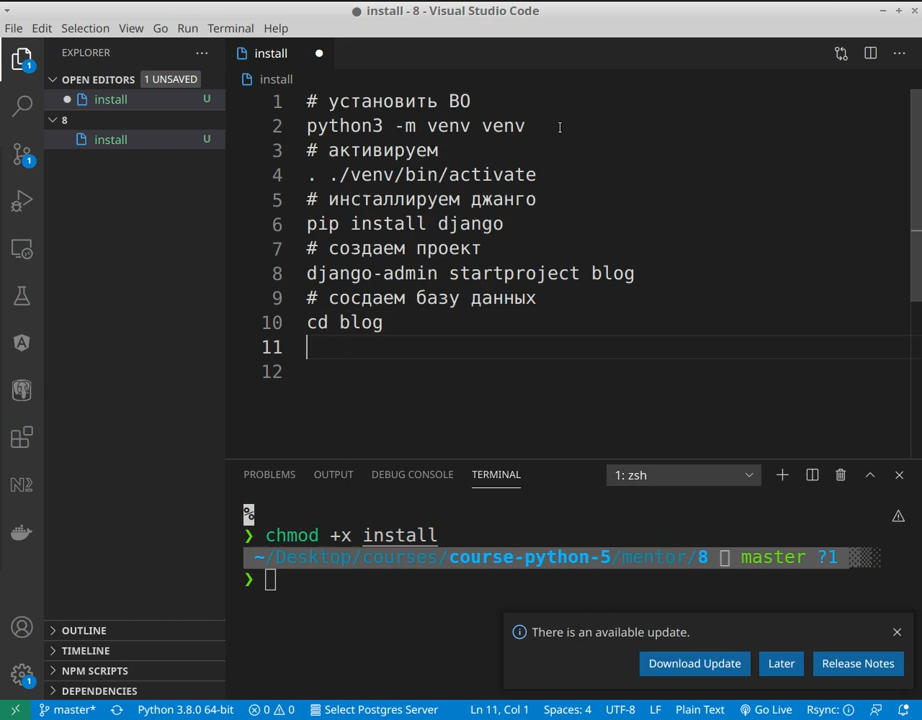 install - 8 - Visual Studio Code
File Edit Selection View Go Run Terminal Help
EXPLORER
install
OPEN EDITORS 1 UNSAVED
install U
8
install U
install
1 # установить ВО
2 python3 -m venv venv
3 # активируем
4 . ./venv/bin/activate
5 # инсталлируем джанго
6 pip install django
7 # создаем проект
8 django-admin startproject blog
9 # сосдаем базу данных
10 cd blog
11
12
PROBLEMS OUTPUT DEBUG CONSOLE TERMINAL 1: zsh
%
❯ chmod +x install
~/Desktop/courses/course-python-5/mentor/8 master ?1
❯
There is an available update.
Download Update Later Release Notes
OUTLINE
TIMELINE
NPM SCRIPTS
DEPENDENCIES
master* Python 3.8.0 64-bit 0 0 Select Postgres Server Ln 11, Col 1 Spaces: 4 UTF-8 LF Plain Text Go Live Rsync: